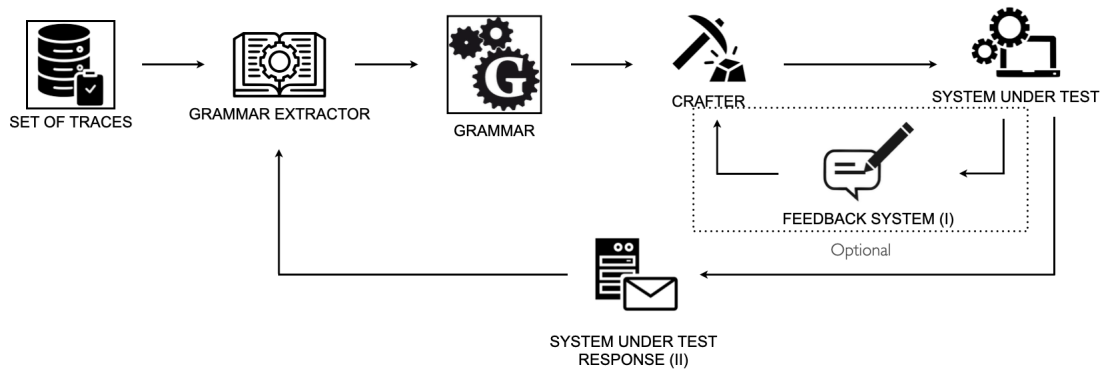 SET OF TRACES
GRAMMAR EXTRACTOR
G
GRAMMAR
CRAFTER
SYSTEM UNDER TEST
FEEDBACK SYSTEM (I)
Optional
SYSTEM UNDER TEST
RESPONSE (II)